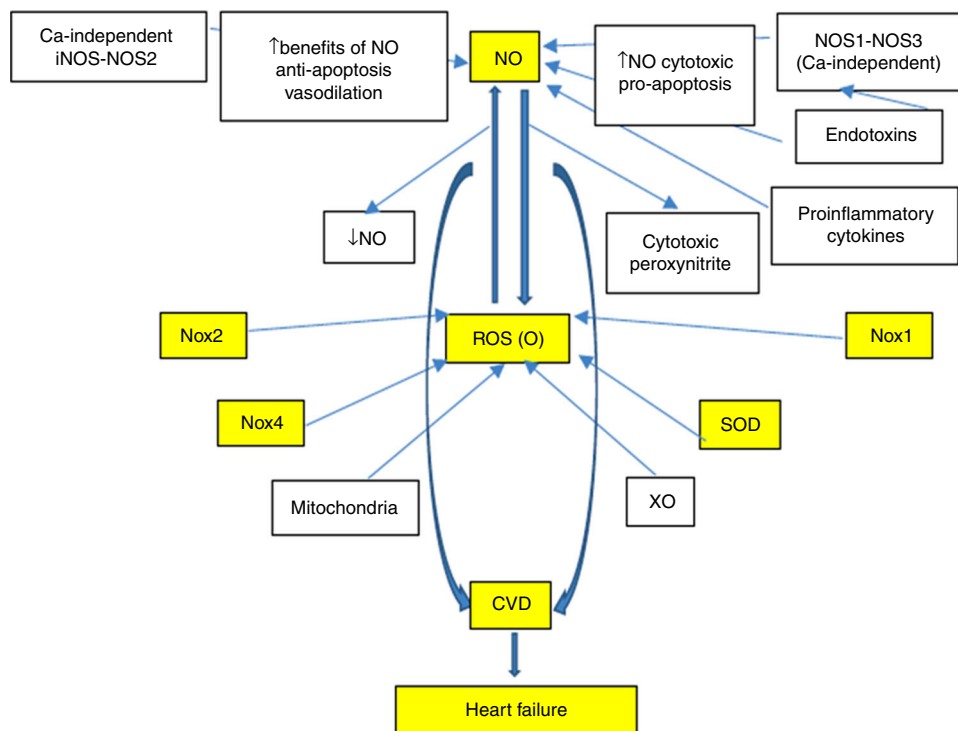 Ca-independent
iNOS-NOS2
↑benefits of NO
anti-apoptosis
vasodilation
NO
↑NO cytotoxic
pro-apoptosis
NOS1-NOS3
(Ca-independent)
Endotoxins
↓NO
Cytotoxic
peroxynitrite
Proinflammatory
cytokines
Nox2
ROS (O)
Nox1
Nox4
SOD
Mitochondria
XO
CVD
Heart failure